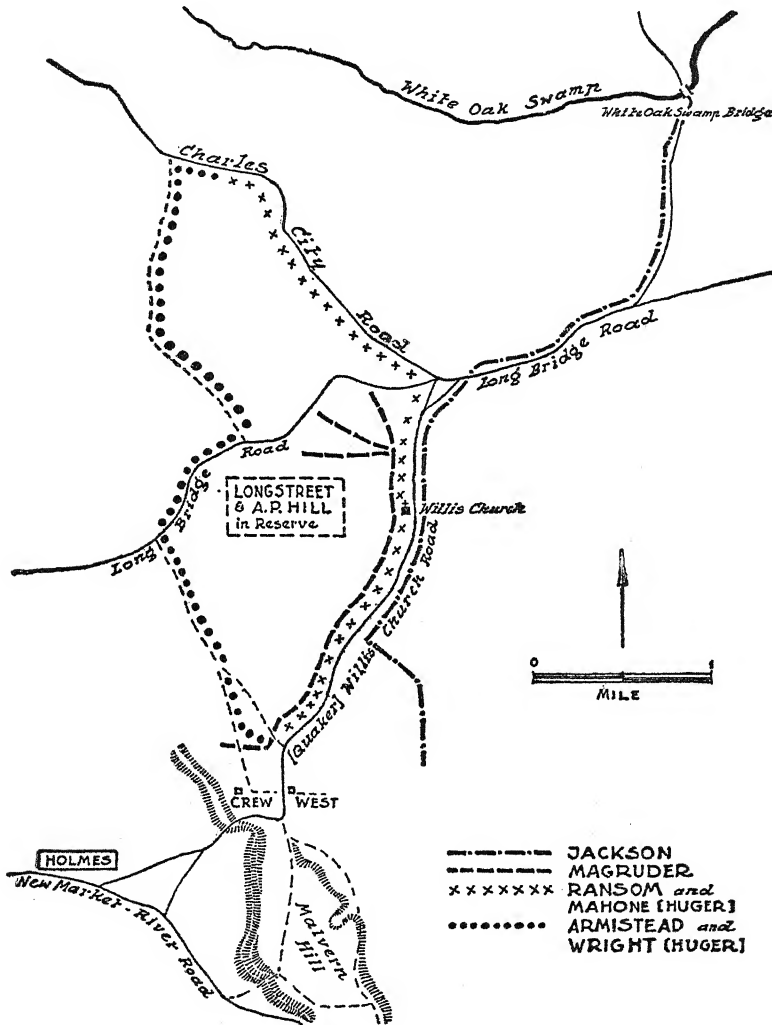 White Oak Swamp
White Oak Swamp Bridge
Charles
City
Road
Long Bridge Road
Road
Bridge
Long
LONGSTREET
& A.P. HILL
in Reserve
Willis Church
[Quaker] Willis Church Road
0 1
MILE
CREW
WEST
HOLMES
New Market-River Road
Malvern
Hill
JACKSON
MAGRUDER
RANSOM and
MAHONE [HUGER]
ARMISTEAD and
WRIGHT [HUGER]